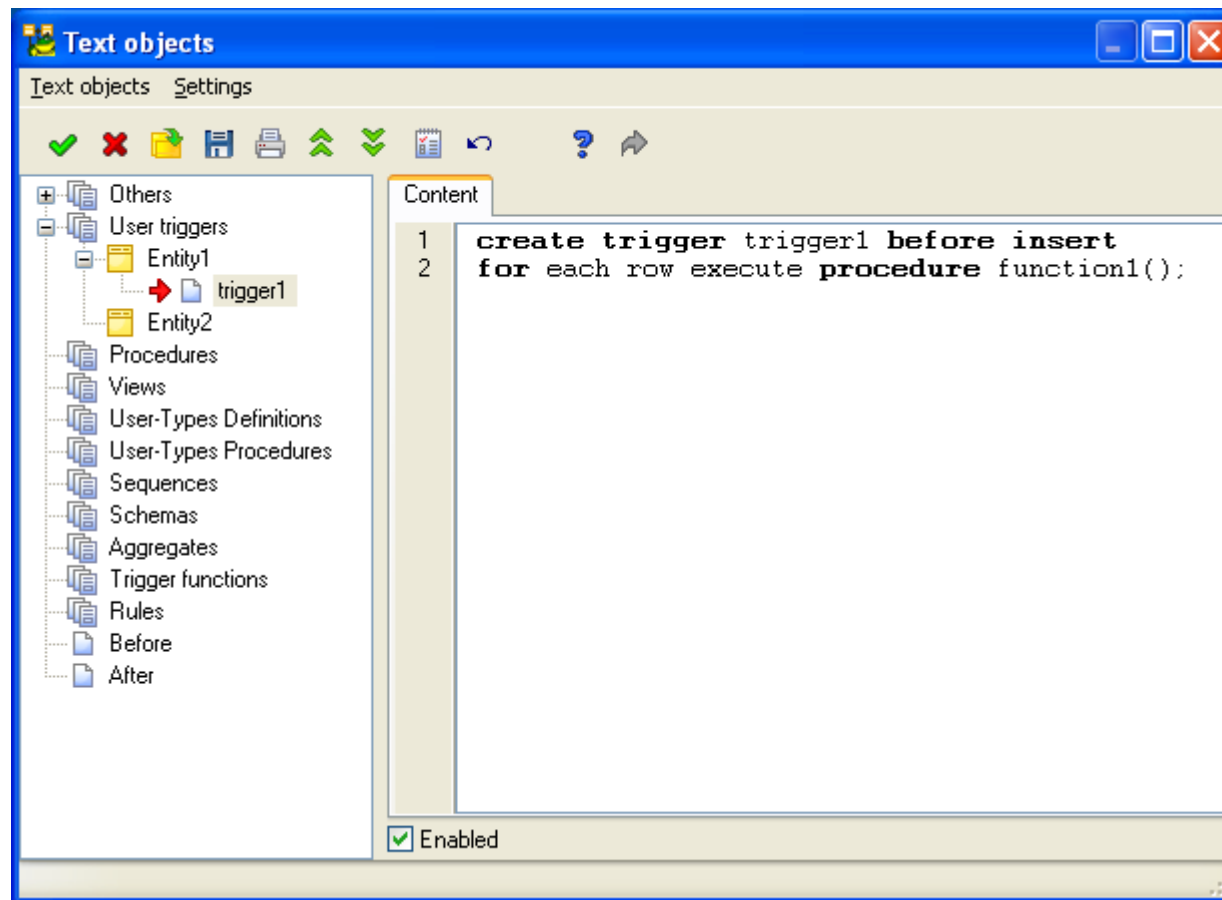 Text objects
Text objects Settings
Others
User triggers
Entity1
trigger1
Entity2
Procedures
Views
User-Types Definitions
User-Types Procedures
Sequences
Schemas
Aggregates
Trigger functions
Rules
Before
After
Content
1 create trigger trigger1 before insert
2 for each row execute procedure function1();
Enabled